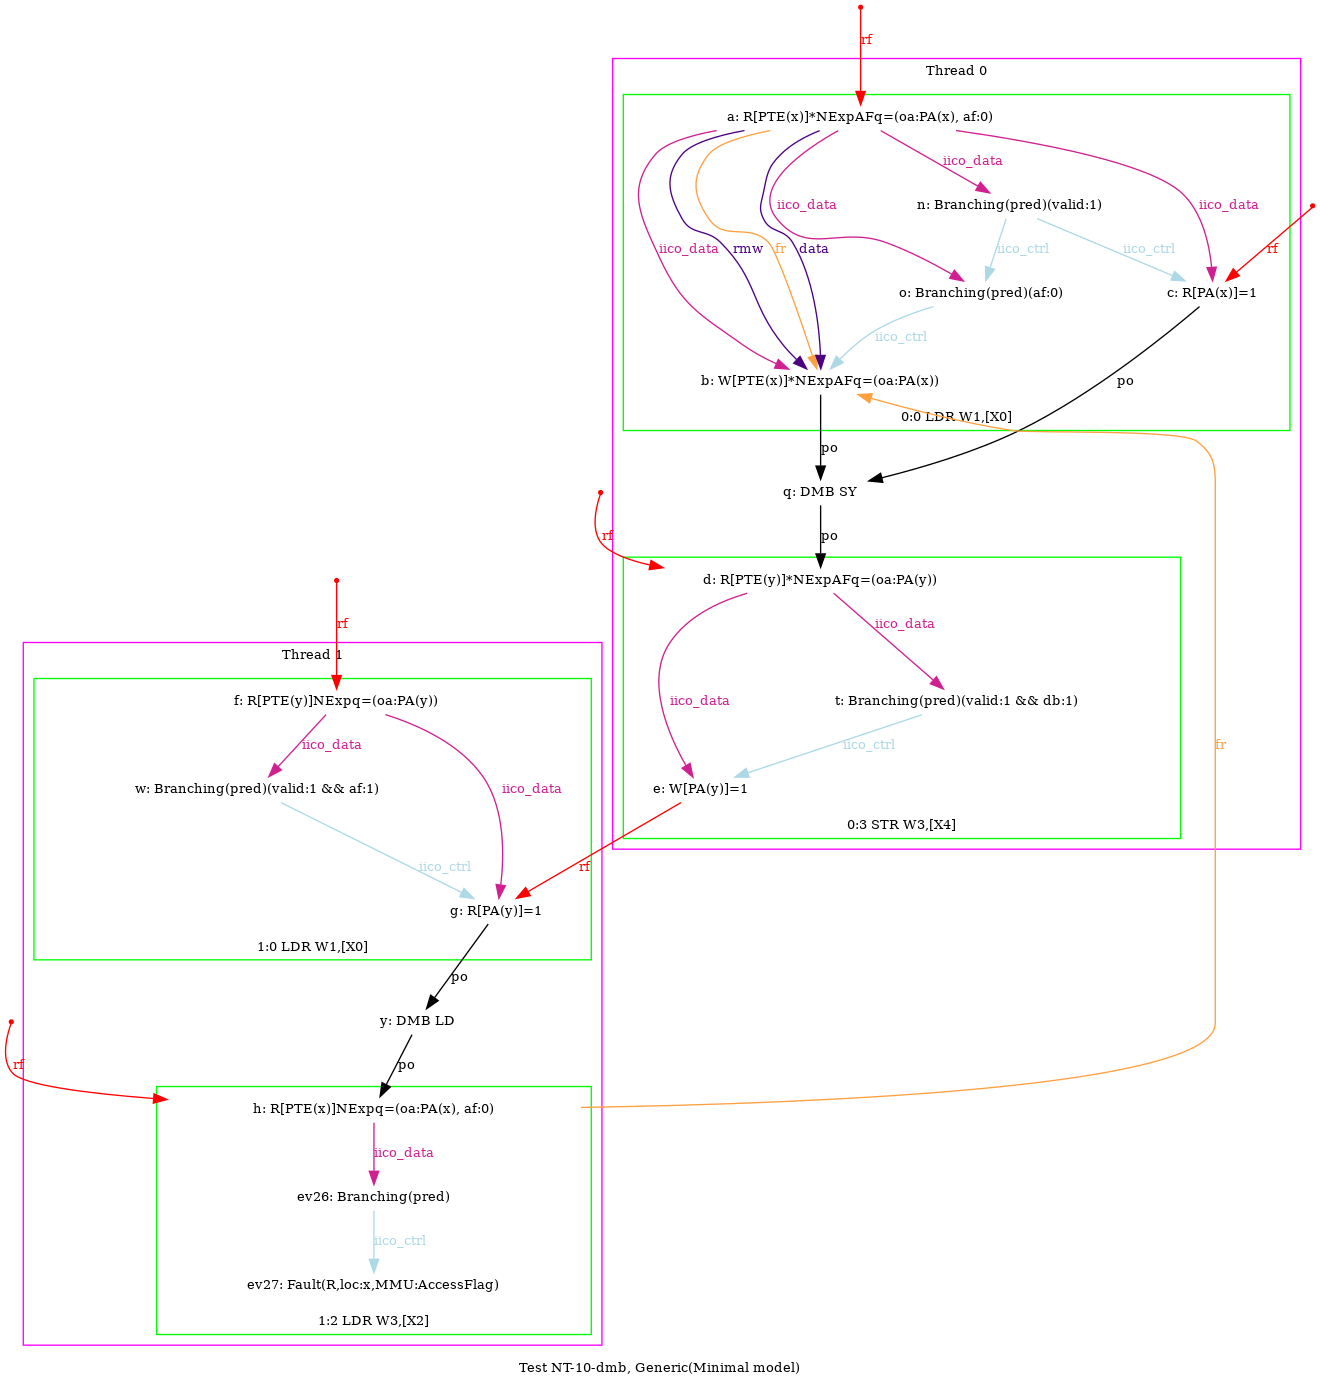 rf
Thread 0
a: R[PTE(x)]*NExpAFq=(oa:PA(x), af:0)
iico_data
iico_data
iico_data
n: Branching(pred)(valid:1)
iico_data
rmw
fr
data
iico_ctrl
iico_ctrl
rf
o: Branching(pred)(af:0)
c: R[PA(x)]=1
iico_ctrl
b: W[PTE(x)]*NExpAFq=(oa:PA(x))
po
0:0 LDR W1,[X0]
po
q: DMB SY
rf
po
d: R[PTE(y)]*NExpAFq=(oa:PA(y))
rf
iico_data
Thread 1
f: R[PTE(y)]NExpq=(oa:PA(y))
iico_data
t: Branching(pred)(valid:1 && db:1)
iico_data
iico_ctrl
fr
w: Branching(pred)(valid:1 && af:1)
iico_data
e: W[PA(y)]=1
0:3 STR W3,[X4]
iico_ctrl
rf
g: R[PA(y)]=1
1:0 LDR W1,[X0]
po
y: DMB LD
rf
po
h: R[PTE(x)]NExpq=(oa:PA(x), af:0)
iico_data
ev26: Branching(pred)
iico_ctrl
ev27: Fault(R,loc:x,MMU:AccessFlag)
1:2 LDR W3,[X2]
Test NT-10-dmb, Generic(Minimal model)